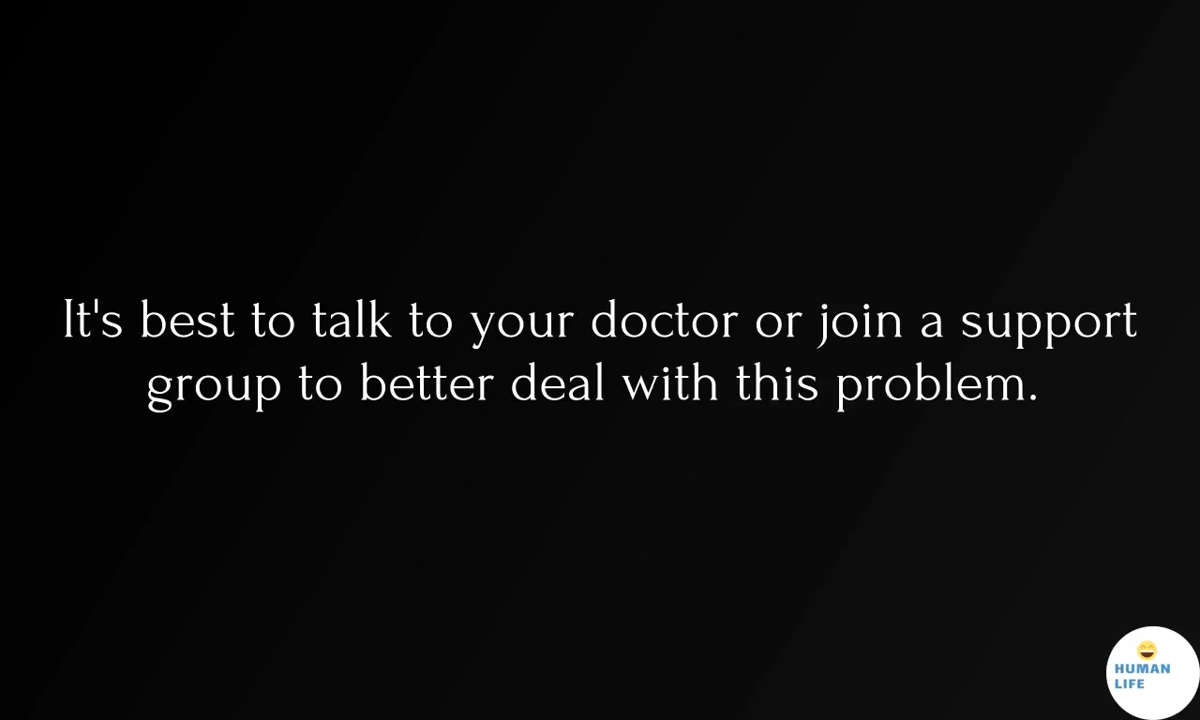 It's best to talk to your doctor or join a support
group to better deal with this problem.
HUMAN
LIFE